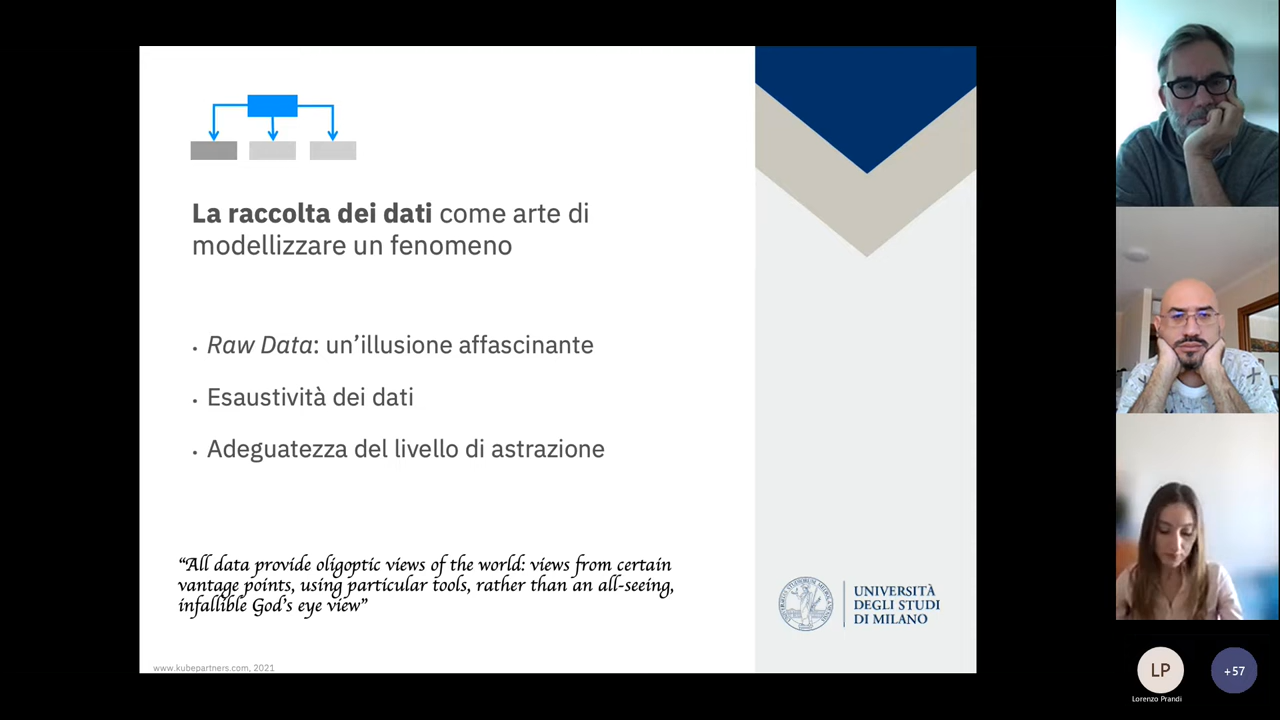 La raccolta dei dati come arte di
modellizzare un fenomeno
• Raw Data: un’illusione affascinante
• Esaustività dei dati
• Adeguatezza del livello di astrazione
“All data provide oligoptic views of the world: views from certain
vantage points, using particular tools, rather than an all-seeing,
infallible God’s eye view”
www.kubepartners.com, 2021
UNIVERSITÀ
DEGLI STUDI
DI MILANO
LP
+57
Lorenzo Prandi